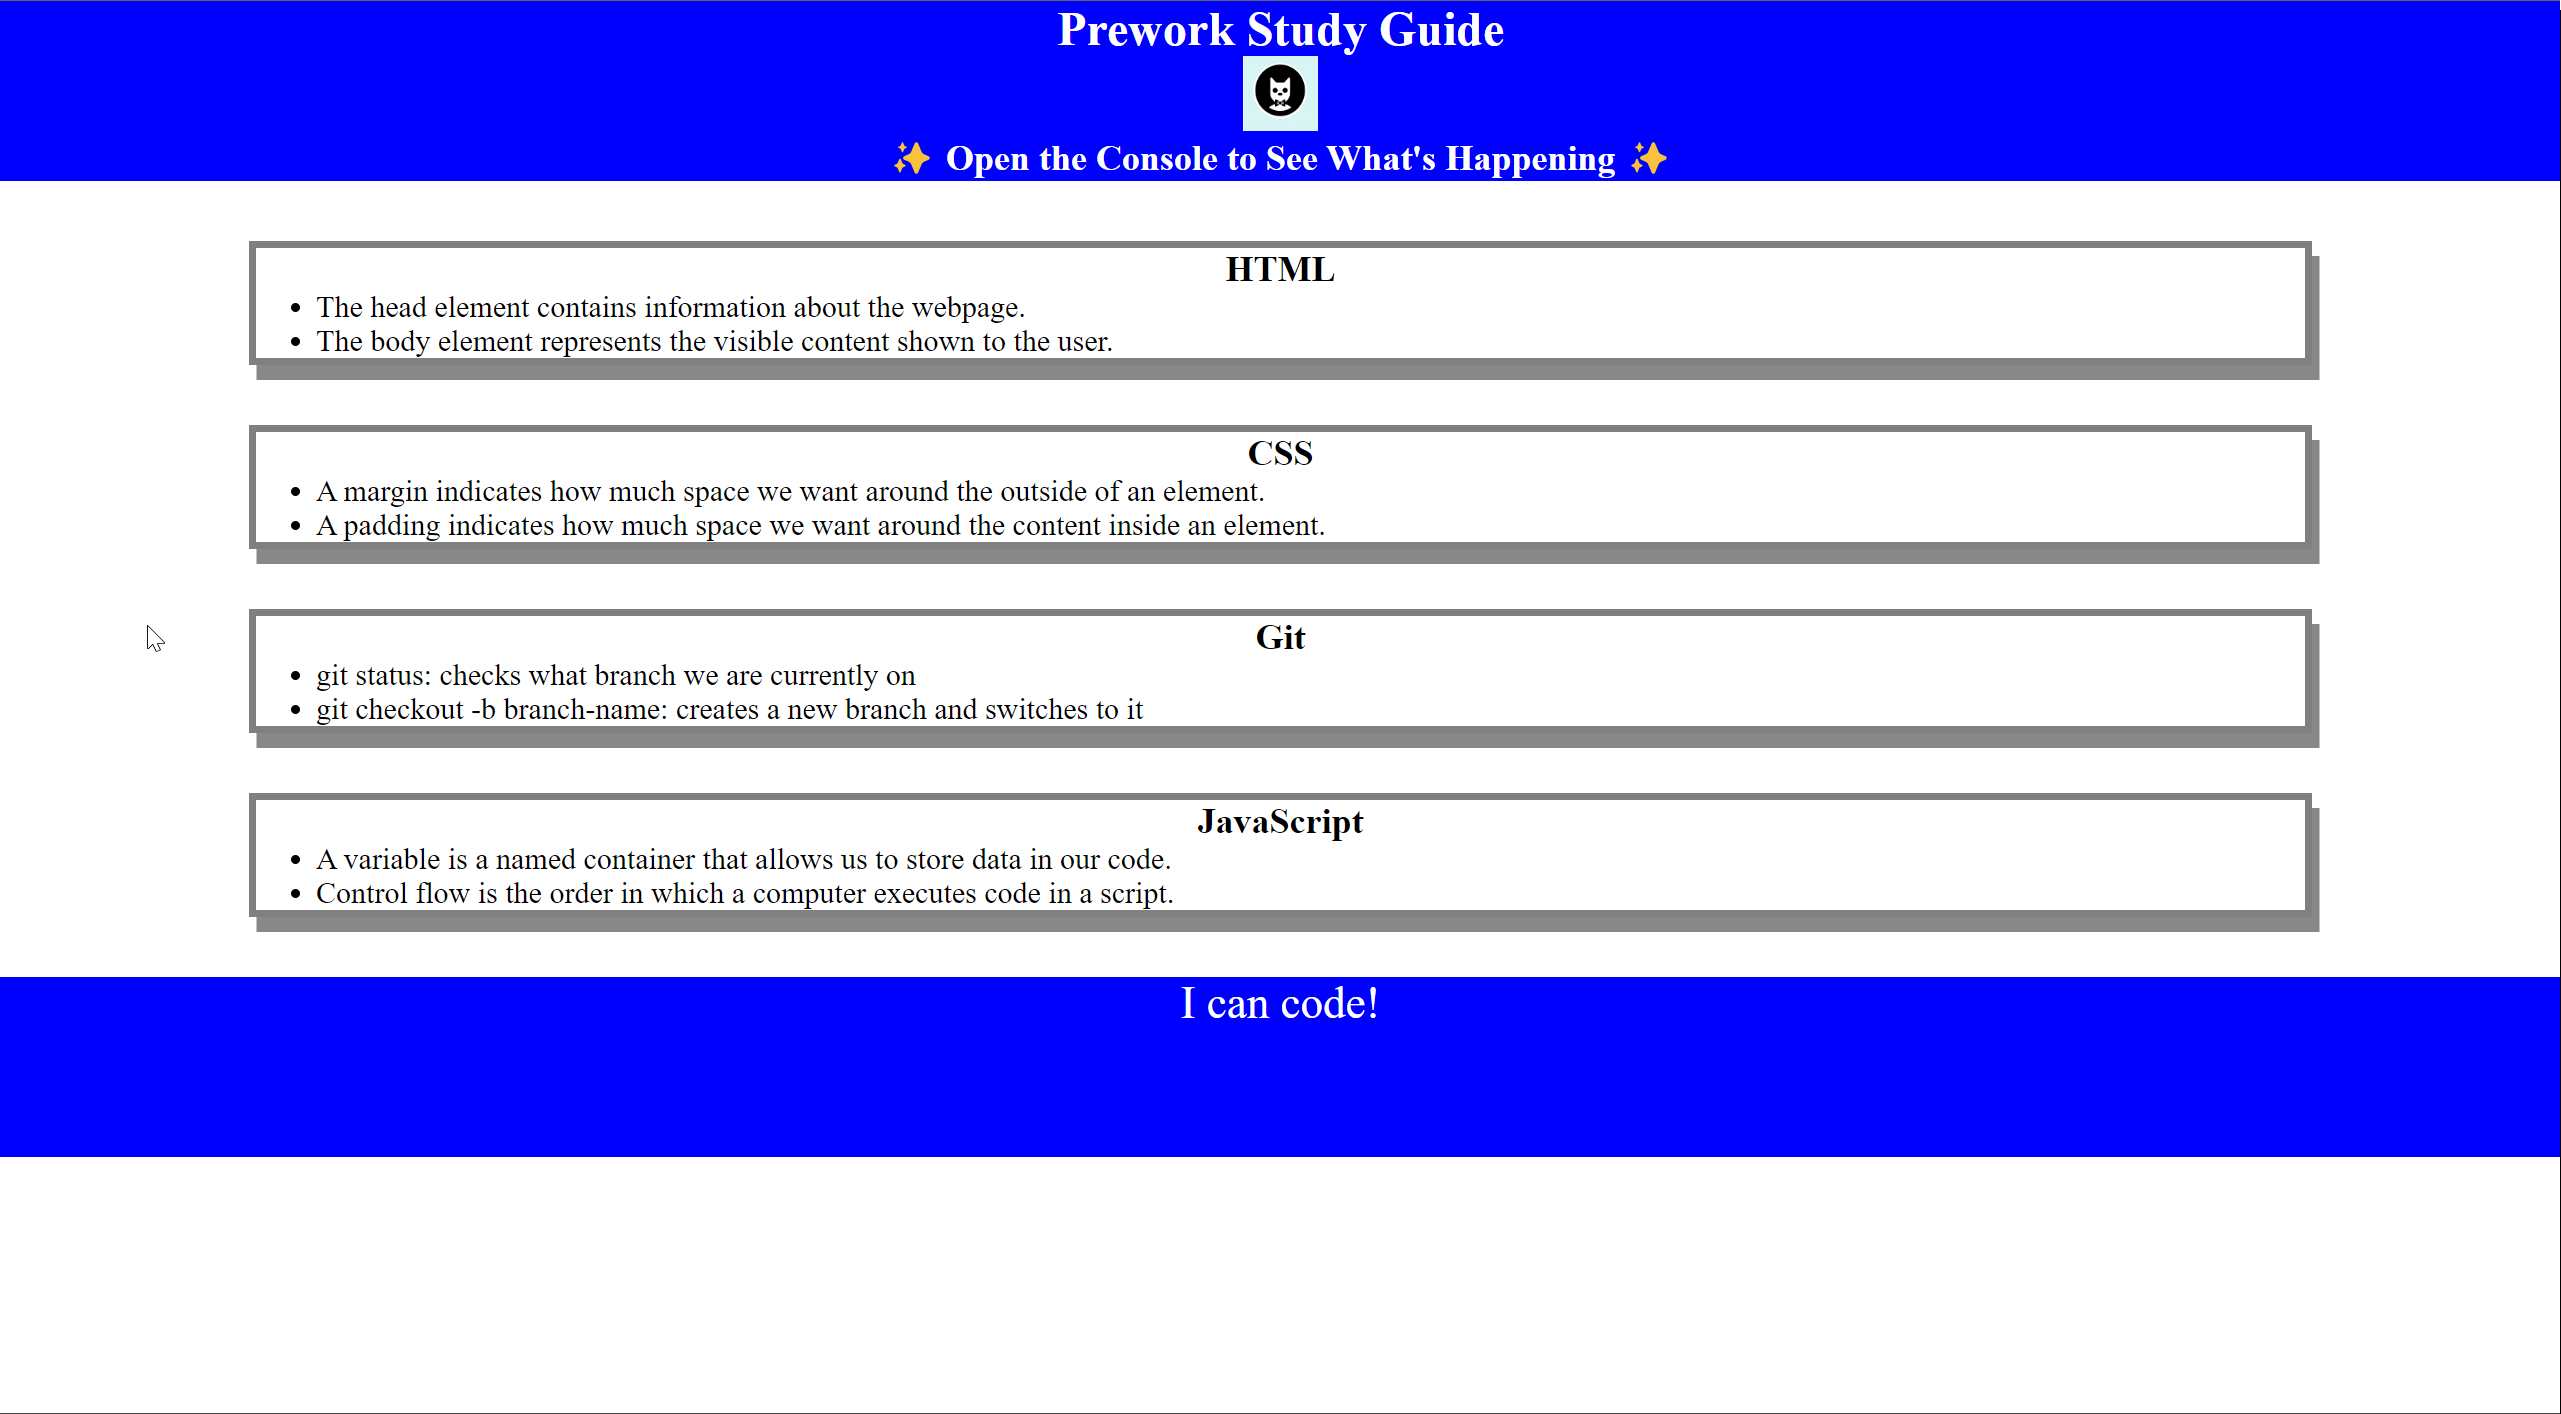 Prework Study Guide
✨ Open the Console to See What's Happening ✨
HTML
• The head element contains information about the webpage.
• The body element represents the visible content shown to the user.
CSS
• A margin indicates how much space we want around the outside of an element.
• A padding indicates how much space we want around the content inside an element.
Git
• git status: checks what branch we are currently on
• git checkout -b branch-name: creates a new branch and switches to it
JavaScript
• A variable is a named container that allows us to store data in our code.
• Control flow is the order in which a computer executes code in a script.
I can code!